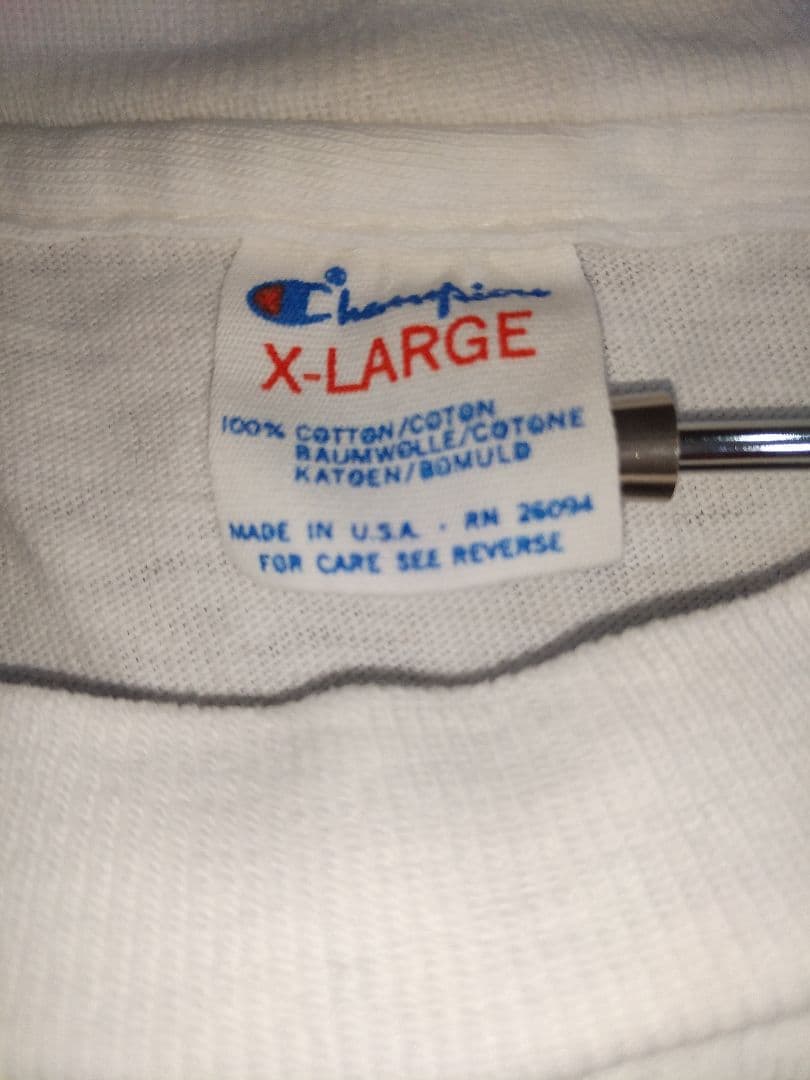 Champion®
X-LARGE
100% COTTON/COTON
BAUMWOLLE/COTONE
KATOEN/BOMULD
MADE IN U.S.A. · RN 26094
FOR CARE SEE REVERSE